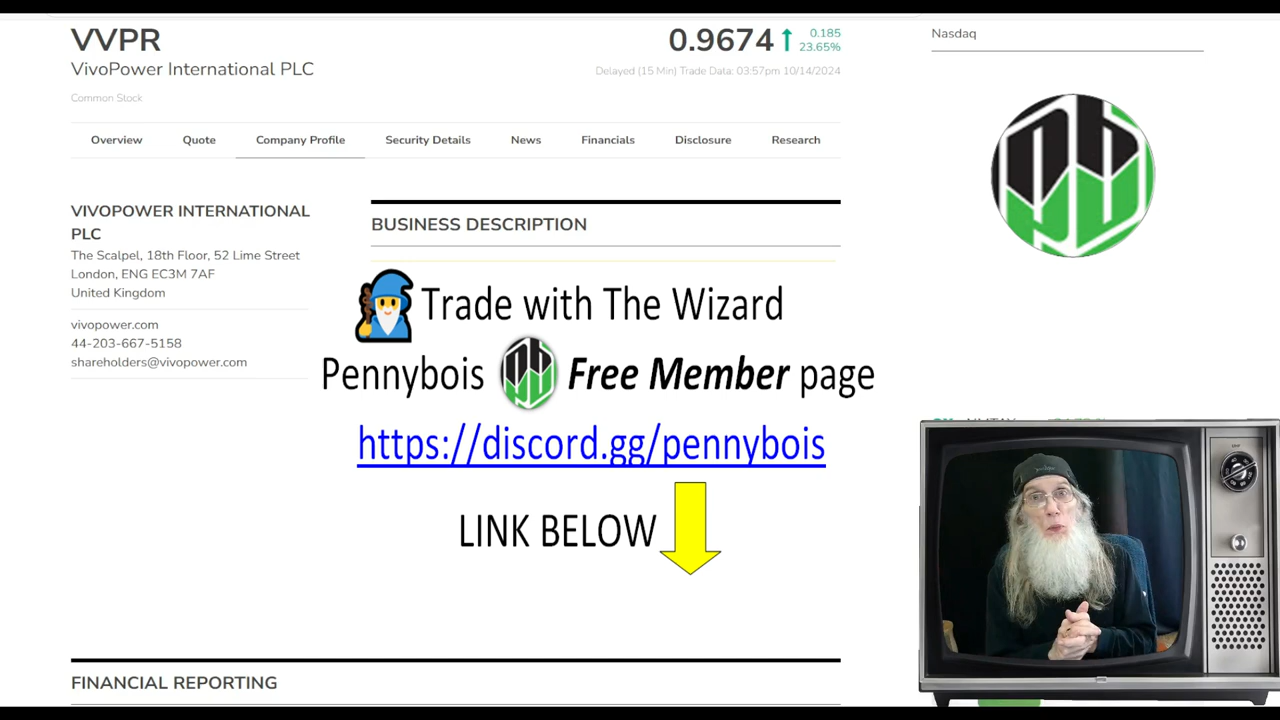 VVPR
0.9674
0.185
23.65%
VivoPower International PLC
Delayed (15 Min) Trade Data: 03:57pm 10/14/2024
Common Stock
Nasdaq
Overview Quote Company Profile Security Details News Financials Disclosure Research
VIVOPOWER INTERNATIONAL
PLC
The Scalpel, 18th Floor, 52 Lime Street
London, ENG EC3M 7AF
United Kingdom
vivopower.com
44-203-667-5158
shareholders@vivopower.com
BUSINESS DESCRIPTION
Trade with The Wizard
Pennybois Free Member page
https://discord.gg/pennybois
LINK BELOW
FINANCIAL REPORTING